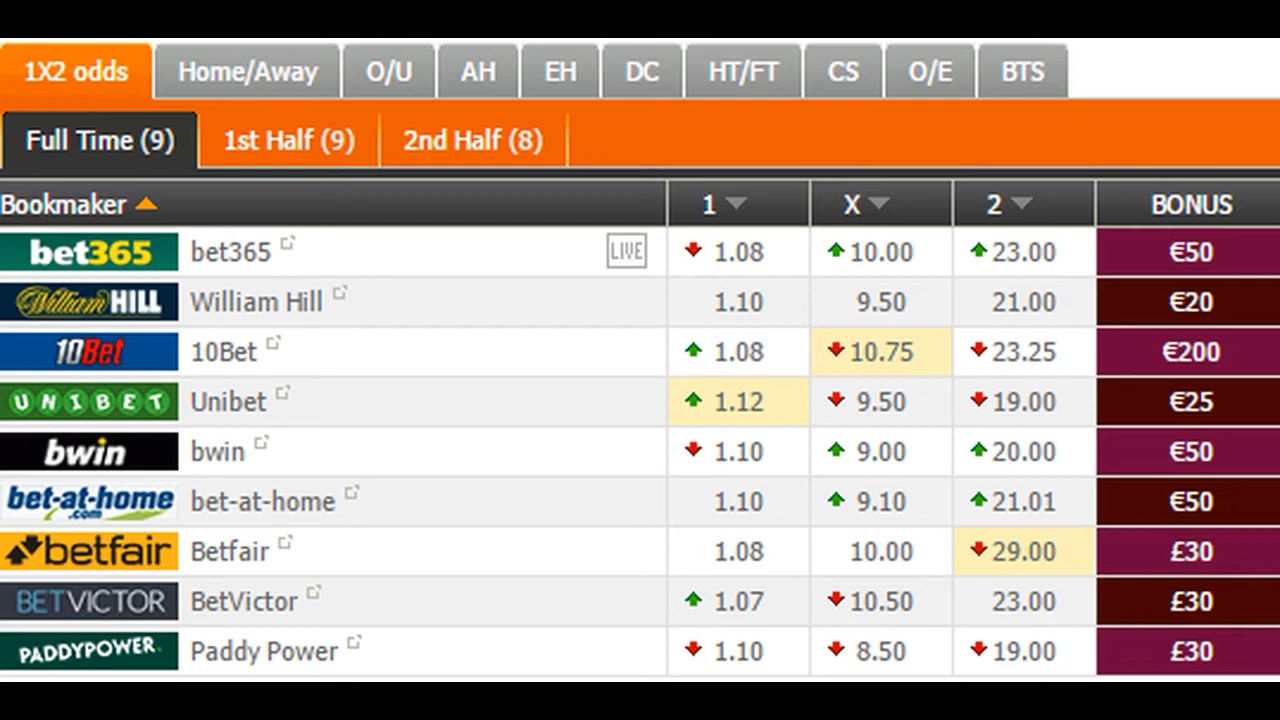 1X2 odds Home/Away O/U AH EH DC HT/FT CS O/E BTS
Full Time (9) 1st Half (9) 2nd Half (8)
Bookmaker 1 X 2 BONUS
bet365 bet365 LIVE 1.08 10.00 23.00 €50
William HILL William Hill 1.10 9.50 21.00 €20
10Bet 10Bet 1.08 10.75 23.25 €200
UNIBET Unibet 1.12 9.50 19.00 €25
bwin bwin 1.10 9.00 20.00 €50
bet-at-home .com bet-at-home 1.10 9.10 21.01 €50
betfair Betfair 1.08 10.00 29.00 £30
BETVICTOR BetVictor 1.07 10.50 23.00 £30
PADDYPOWER. Paddy Power 1.10 8.50 19.00 £30